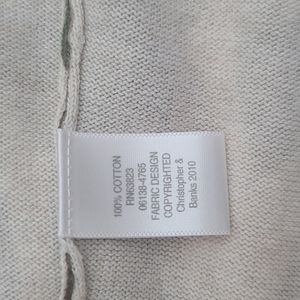 100% COTTON
RN63823
06138-4765
FABRIC DESIGN
COPYRIGHTED
Christopher &
Banks 2010